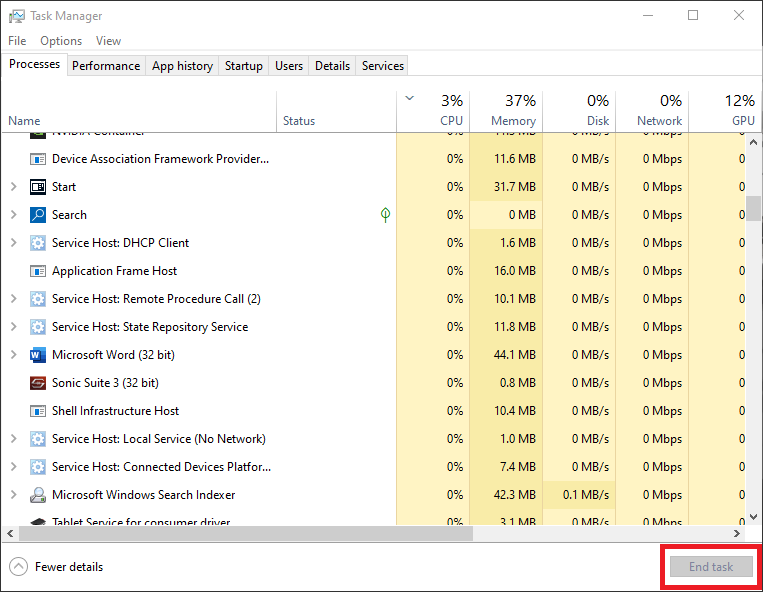 Task Manager
File Options View
Processes Performance App history Startup Users Details Services
3% 37% 0% 0% 12%
Name Status CPU Memory Disk Network GPU
NVIDIA Container 0% 0 MB/s 0 Mbps
Device Association Framework Provider... 0% 11.6 MB 0 MB/s 0 Mbps 0
Start 0% 31.7 MB 0 MB/s 0 Mbps 0
Search 0% 0 MB 0 MB/s 0 Mbps 0
Service Host: DHCP Client 0% 1.6 MB 0 MB/s 0 Mbps 0
Application Frame Host 0% 16.0 MB 0 MB/s 0 Mbps 0
Service Host: Remote Procedure Call (2) 0% 10.1 MB 0 MB/s 0 Mbps 0
Service Host: State Repository Service 0% 11.8 MB 0 MB/s 0 Mbps 0
Microsoft Word (32 bit) 0% 44.1 MB 0 MB/s 0 Mbps 0
Sonic Suite 3 (32 bit) 0% 0.8 MB 0 MB/s 0 Mbps 0
Shell Infrastructure Host 0% 10.4 MB 0 MB/s 0 Mbps 0
Service Host: Local Service (No Network) 0% 1.0 MB 0 MB/s 0 Mbps 0
Service Host: Connected Devices Platfor... 0% 7.4 MB 0 MB/s 0 Mbps 0
Microsoft Windows Search Indexer 0% 42.3 MB 0.1 MB/s 0 Mbps 0
Tablet Service for consumer driver 0% 3.1 MB 0 MB/s 0 Mbps 0
Fewer details End task